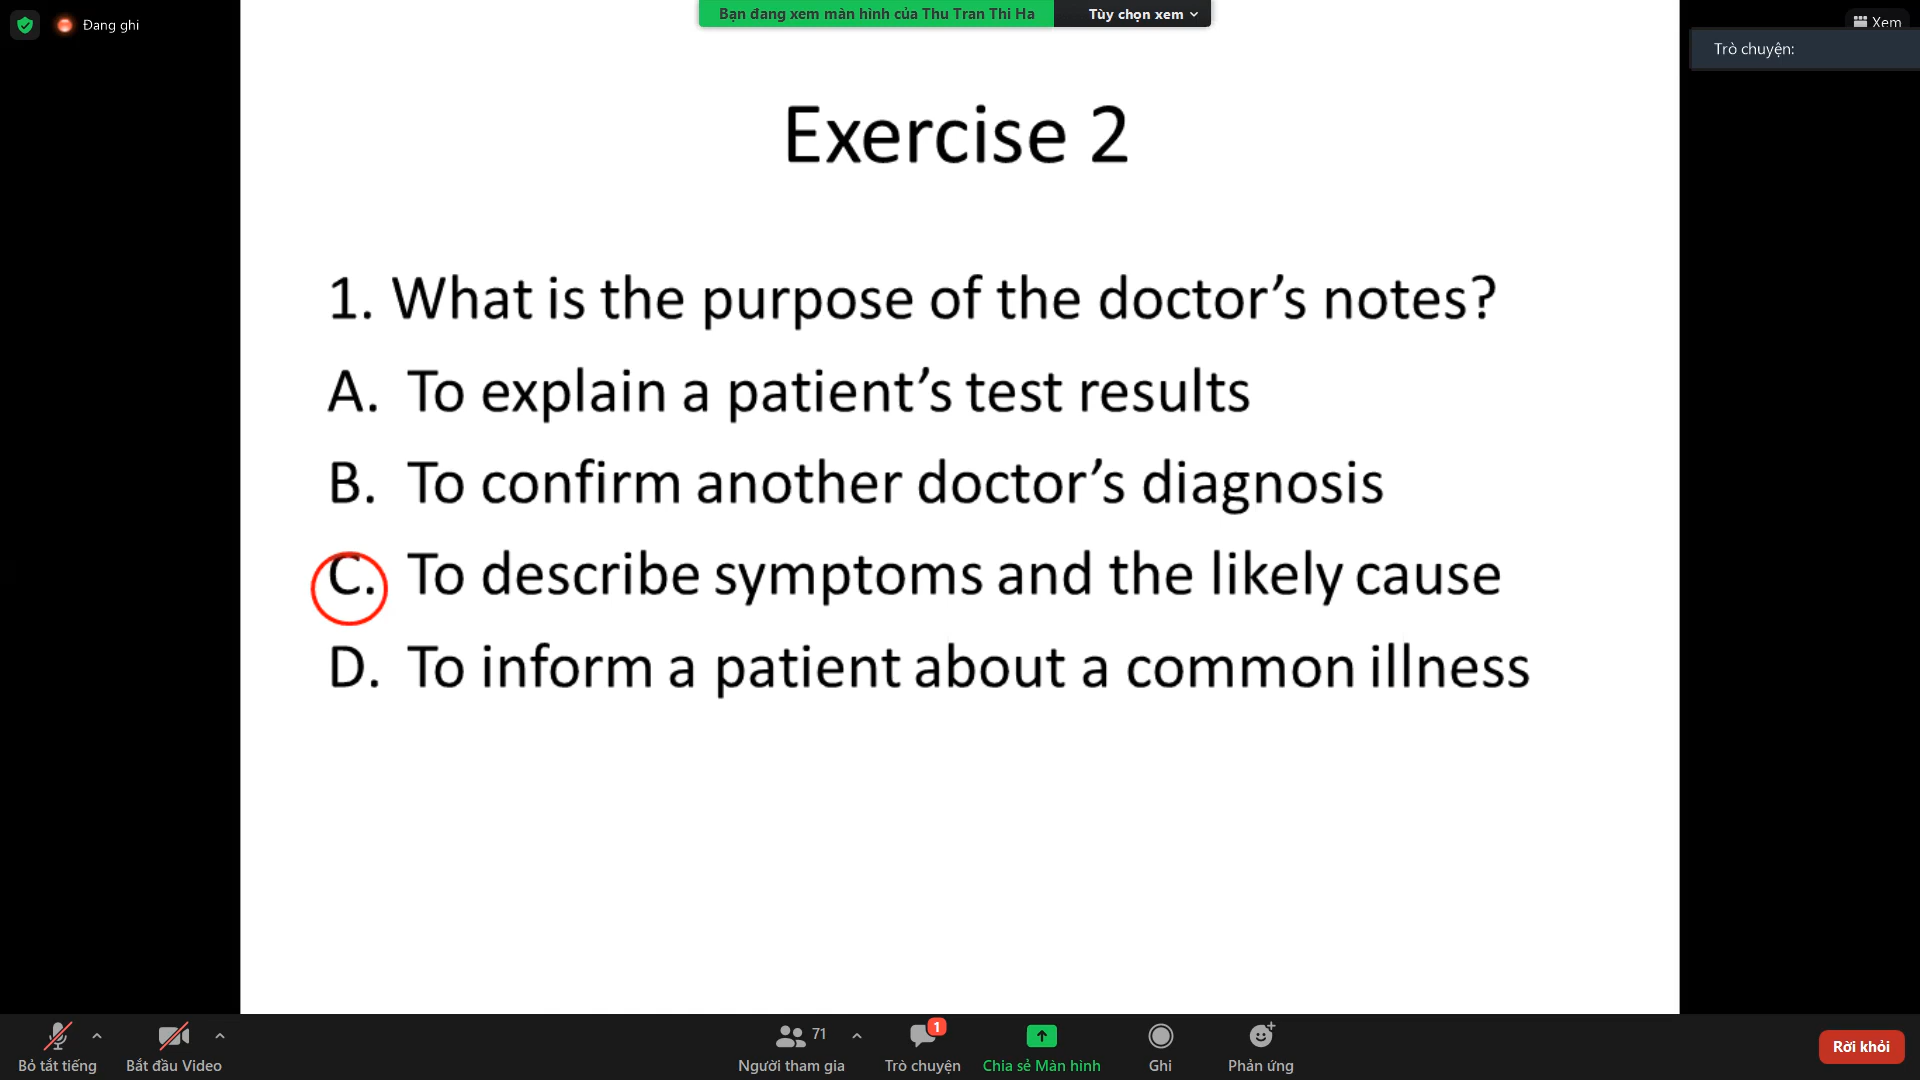 Đang ghi
Bạn đang xem màn hình của Thu Tran Thi Ha
Tùy chọn xem
Xem
Trò chuyện:
Exercise 2
1. What is the purpose of the doctor’s notes?
A. To explain a patient’s test results
B. To confirm another doctor’s diagnosis
C. To describe symptoms and the likely cause
D. To inform a patient about a common illness
71
1
Bỏ tắt tiếng
Bắt đầu Video
Người tham gia
Trò chuyện
Chia sẻ Màn hình
Ghi
Phản ứng
Rời khỏi